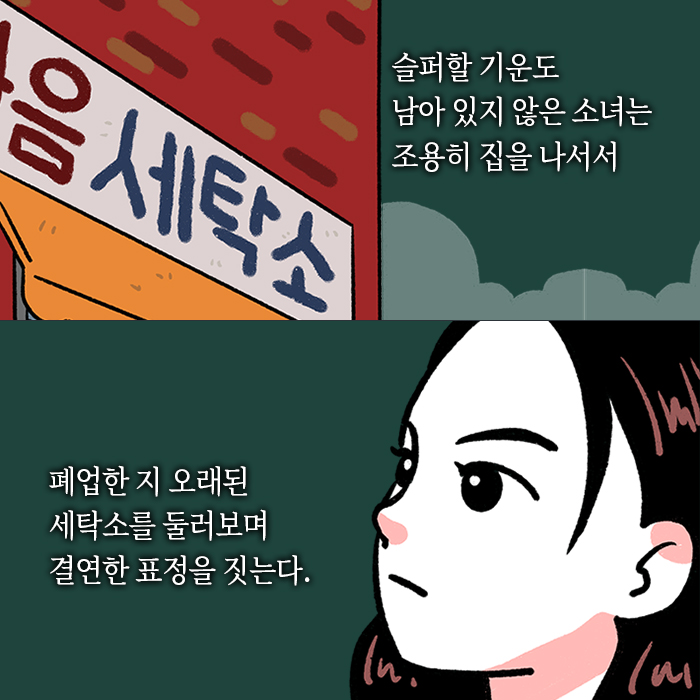 음 세탁소
슬퍼할 기운도
남아 있지 않은 소녀는
조용히 집을 나서서
폐업한 지 오래된
세탁소를 둘러보며
결연한 표정을 짓는다.